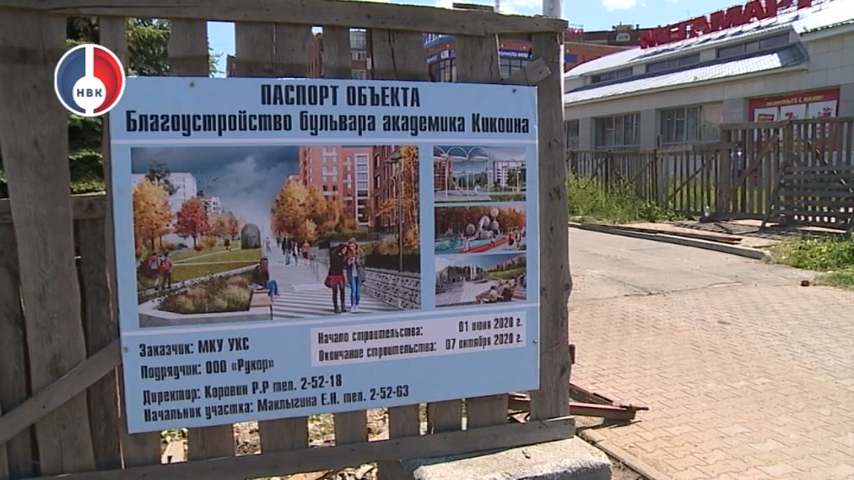 НВК
МЕГАМАРТ
ПАСПОРТ ОБЪЕКТА
Благоустройство бульвара академика Кикоина
Заказчик: МКУ УКС
Подрядчик: ООО «Рукор»
Директор: Коровин Р.Р тел. 2-52-18
Начальник участка: Маклыгина Е.Н. тел. 2-52-63
Начало строительства: 01 июня 2020 г.
Окончание строительства: 07 октября 2020 г.